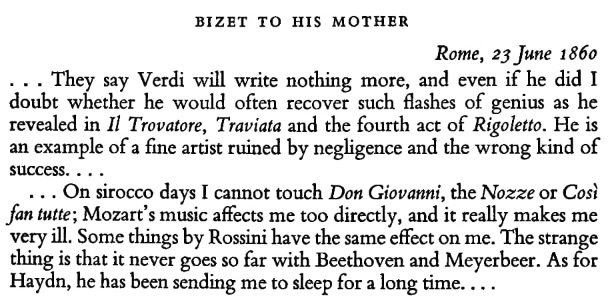 BIZET TO HIS MOTHER
Rome, 23 June 1860
. . . They say Verdi will write nothing more, and even if he did I
doubt whether he would often recover such flashes of genius as he
revealed in Il Trovatore, Traviata and the fourth act of Rigoletto. He is
an example of a fine artist ruined by negligence and the wrong kind of
success. . . .
. . . On sirocco days I cannot touch Don Giovanni, the Nozze or Così
fan tutte; Mozart's music affects me too directly, and it really makes me
very ill. Some things by Rossini have the same effect on me. The strange
thing is that it never goes so far with Beethoven and Meyerbeer. As for
Haydn, he has been sending me to sleep for a long time. . . .